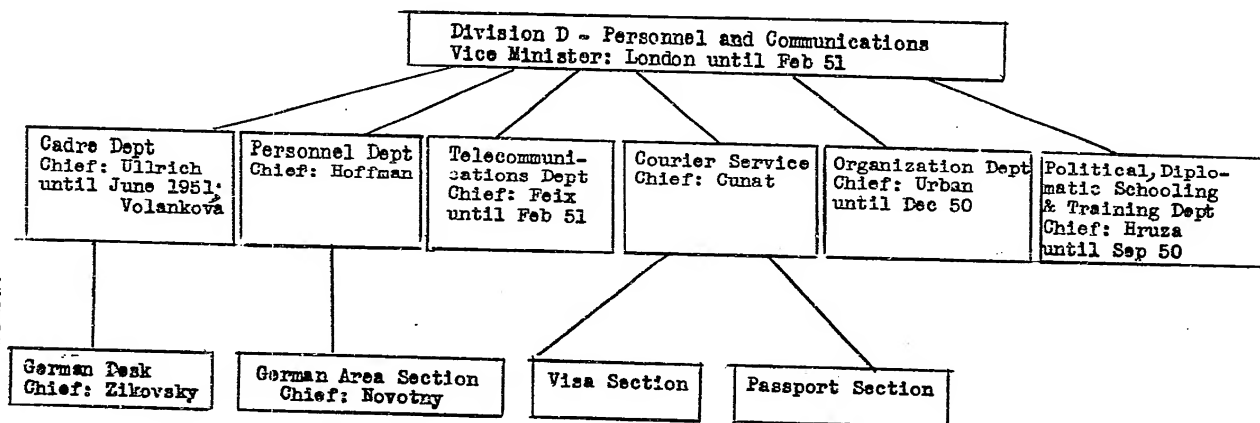 Division D - Personnel and Communications
Vice Minister: London until Feb 51
Cadre Dept
Chief: Ullrich
until June 1951;
Volankova
Personnel Dept
Chief: Hoffman
Telecommuni-
cations Dept
Chief: Feix
until Feb 51
Courier Service
Chief: Cunat
Organization Dept
Chief: Urban
until Dec 50
Political, Diplo-
matic Schooling
& Training Dept
Chief: Hruza
until Sep 50
German Desk
Chief: Zikovsky
German Area Section
Chief: Novotny
Visa Section
Passport Section